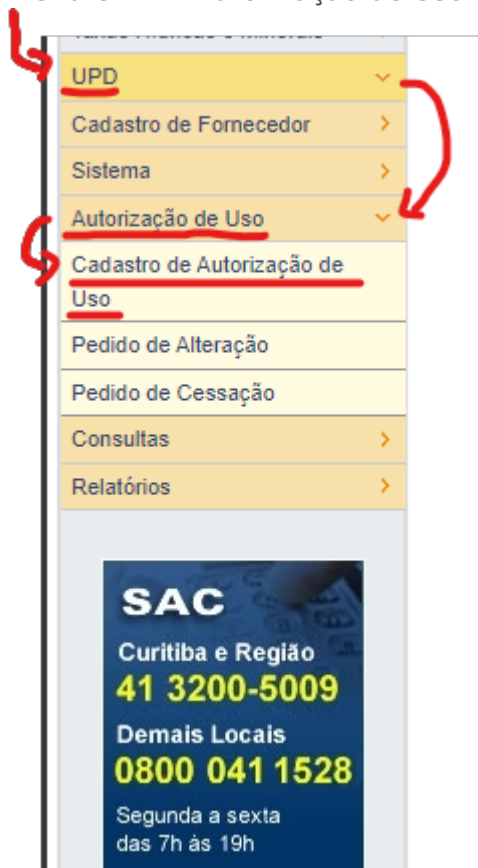 UPD
Cadastro de Fornecedor
Sistema
Autorização de Uso
Cadastro de Autorização de
Uso
Pedido de Alteração
Pedido de Cessação
Consultas
Relatórios
SAC
Curitiba e Região
41 3200-5009
Demais Locais
0800 041 1528
Segunda a sexta
das 7h às 19h